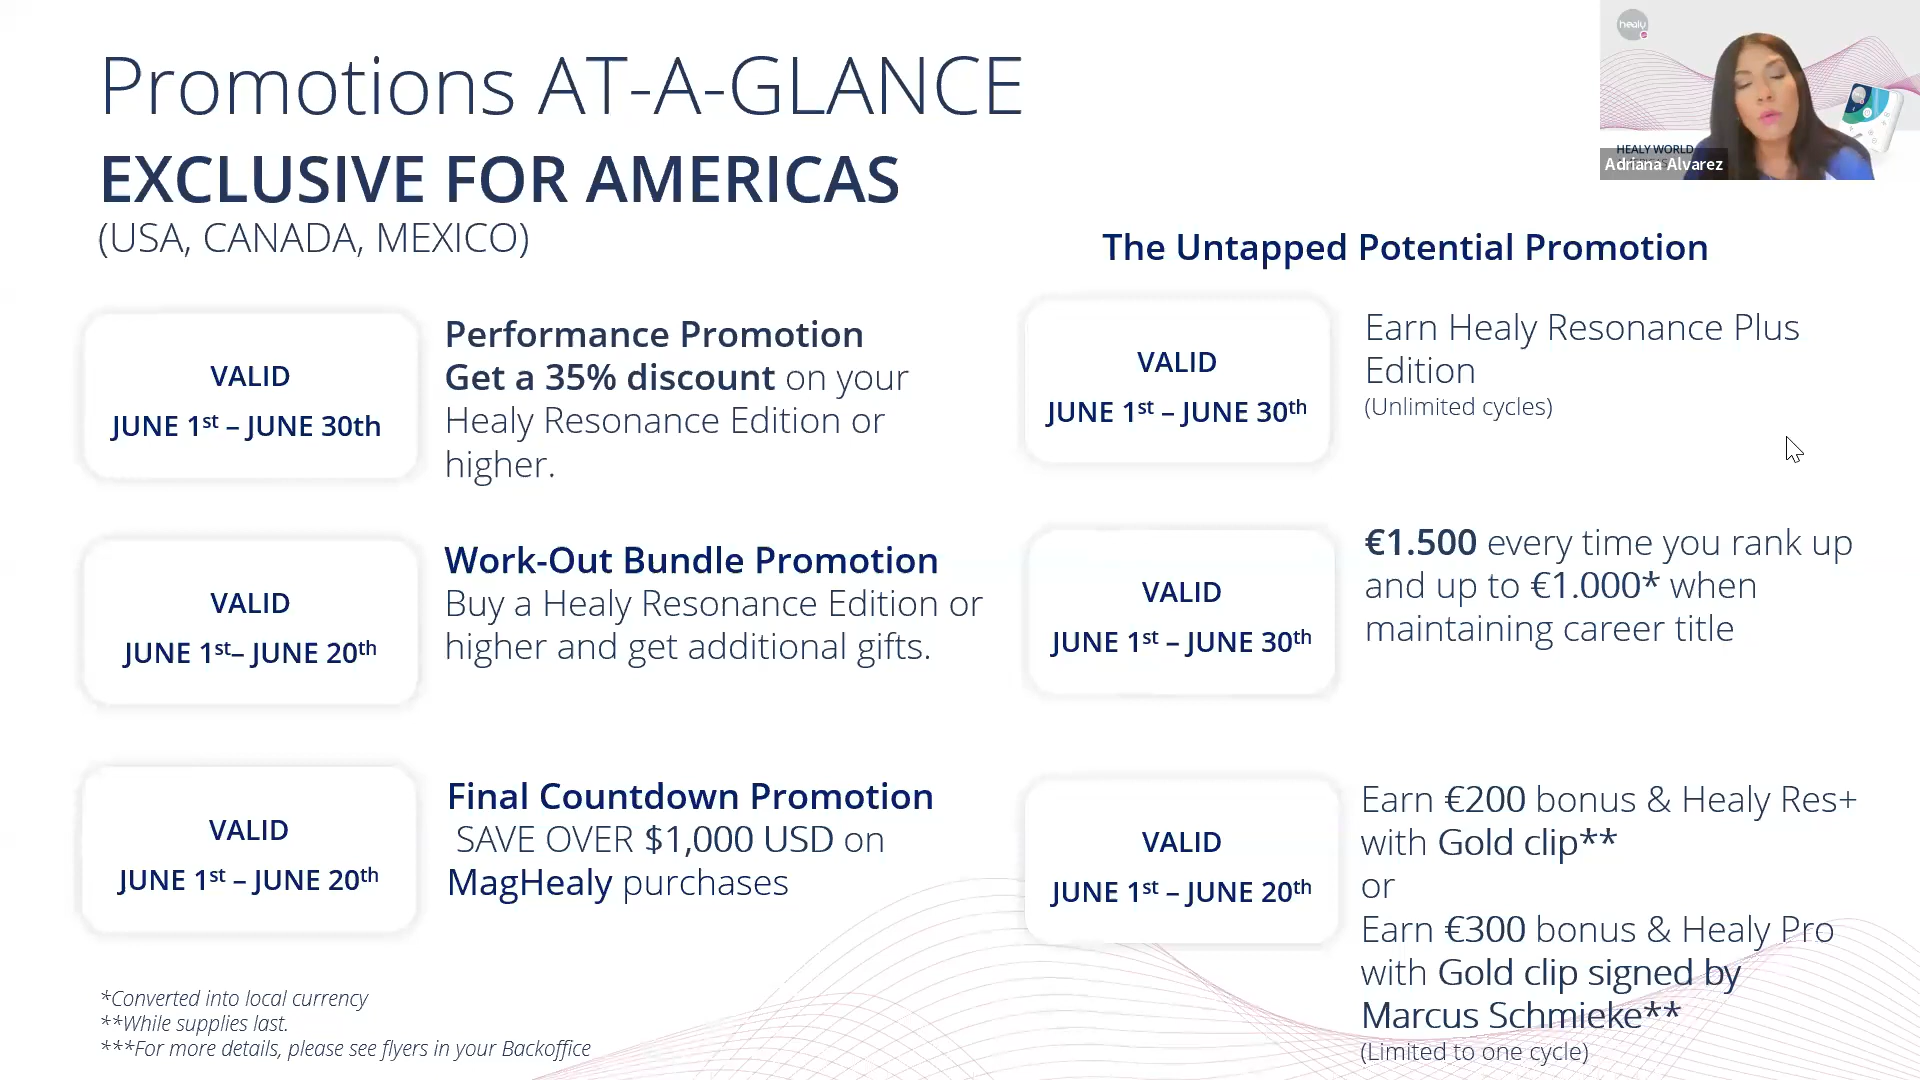 Promotions AT-A-GLANCE
EXCLUSIVE FOR AMERICAS
(USA, CANADA, MEXICO)
VALID
JUNE 1st – JUNE 30th
Performance Promotion
Get a 35% discount on your
Healy Resonance Edition or
higher.
VALID
JUNE 1st– JUNE 20th
Work-Out Bundle Promotion
Buy a Healy Resonance Edition or
higher and get additional gifts.
VALID
JUNE 1st – JUNE 20th
Final Countdown Promotion
SAVE OVER $1,000 USD on
MagHealy purchases
*Converted into local currency
**While supplies last.
***For more details, please see flyers in your Backoffice
healy
HEALY WORLD
Adriana Alvarez
The Untapped Potential Promotion
VALID
JUNE 1st – JUNE 30th
Earn Healy Resonance Plus
Edition
(Unlimited cycles)
VALID
JUNE 1st – JUNE 30th
€1.500 every time you rank up
and up to €1.000* when
maintaining career title
VALID
JUNE 1st – JUNE 20th
Earn €200 bonus & Healy Res+
with Gold clip**
or
Earn €300 bonus & Healy Pro
with Gold clip signed by
Marcus Schmieke**
(Limited to one cycle)